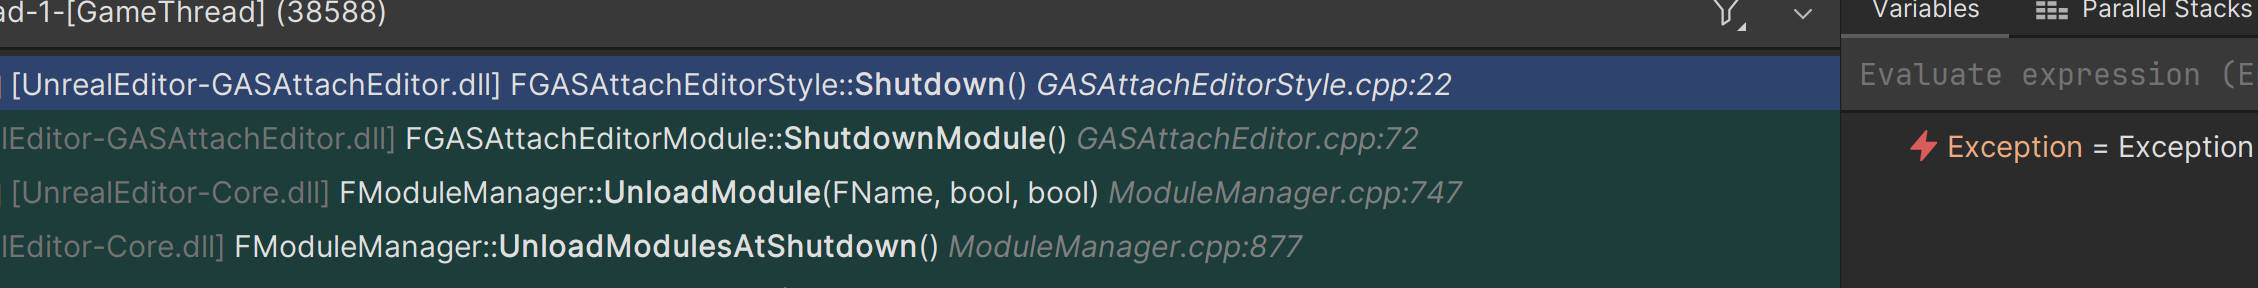 ad-1-[GameThread] (38588)
Variables
Parallel Stacks
[UnrealEditor-GASAttachEditor.dll] FGASAttachEditorStyle::Shutdown() GASAttachEditorStyle.cpp:22
Evaluate expression (E
lEditor-GASAttachEditor.dll] FGASAttachEditorModule::ShutdownModule() GASAttachEditor.cpp:72
Exception = Exception
[UnrealEditor-Core.dll] FModuleManager::UnloadModule(FName, bool, bool) ModuleManager.cpp:747
lEditor-Core.dll] FModuleManager::UnloadModulesAtShutdown() ModuleManager.cpp:877